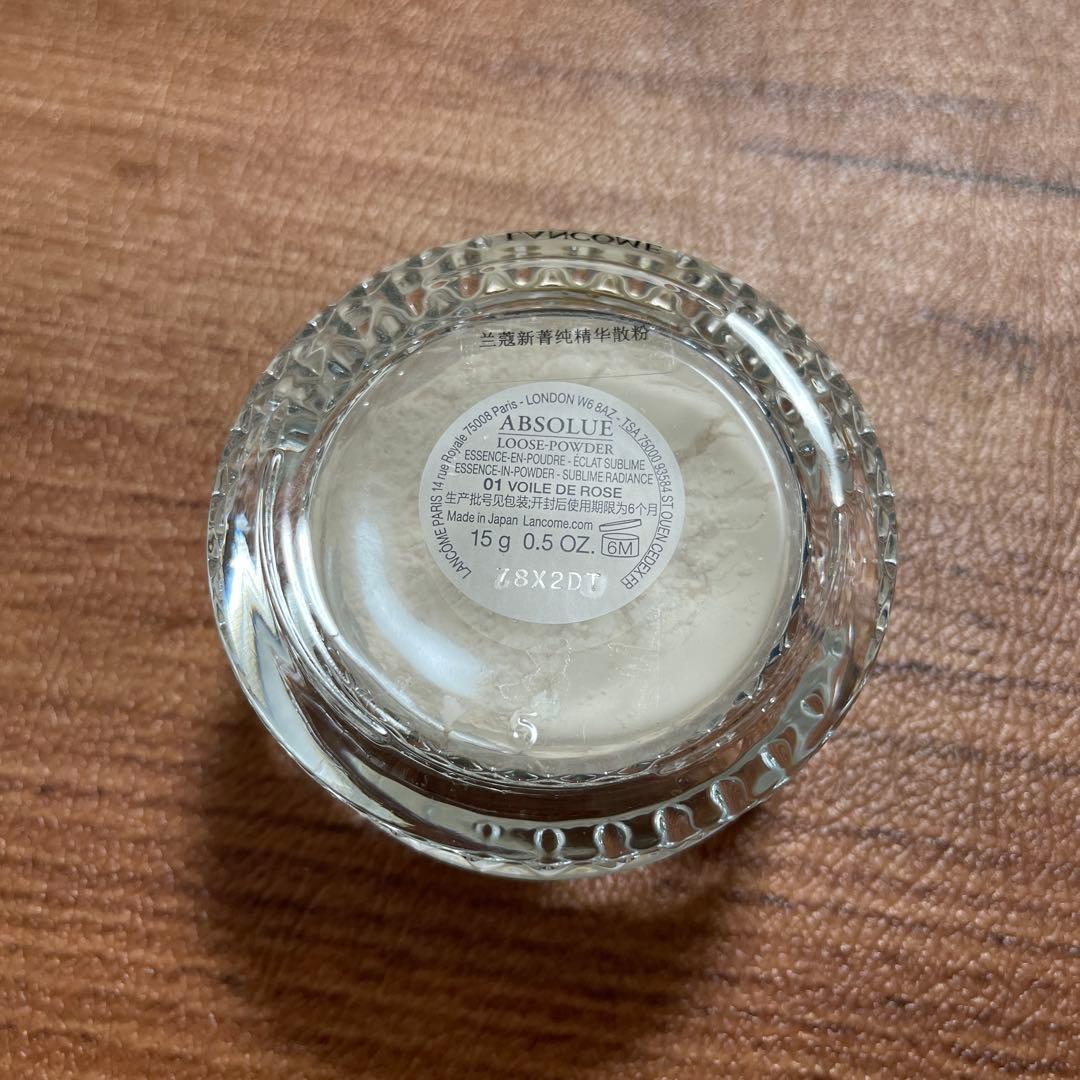 LANCOME
兰蔻新菁纯精华散粉
LANCÔME PARIS 14 rue Royale 75008 Paris - LONDON W6 8AZ - TSA 75000 93584 ST OUEN CEDEX FR
ABSOLUE
LOOSE-POWDER
ESSENCE-EN-POUDRE - ÉCLAT SUBLIME
ESSENCE-IN-POWDER - SUBLIME RADIANCE
01 VOILE DE ROSE
生产批号见包装;开封后使用期限为6个月
Made in Japan Lancome.com
15 g 0.5 OZ. 6M
78X2DT
5